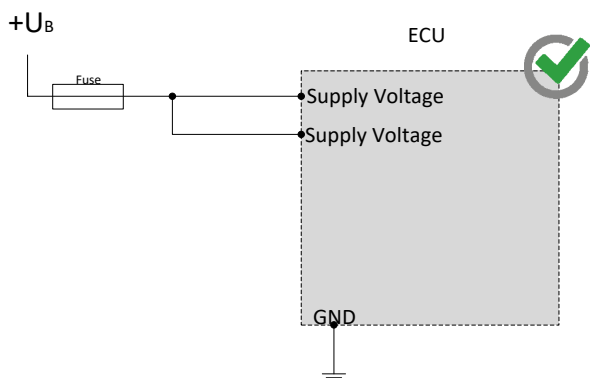 +UB
ECU
Fuse
Supply Voltage
Supply Voltage
GND